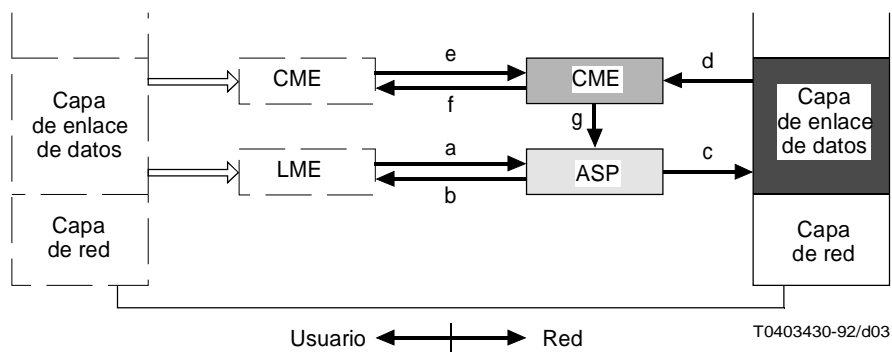 e
d
CME
CME
f
Capa
de enlace
de datos
Capa
de enlace
de datos
g
a
c
LME
ASP
b
Capa
de red
Capa
de red
Usuario
Red
T0403430-92/d03